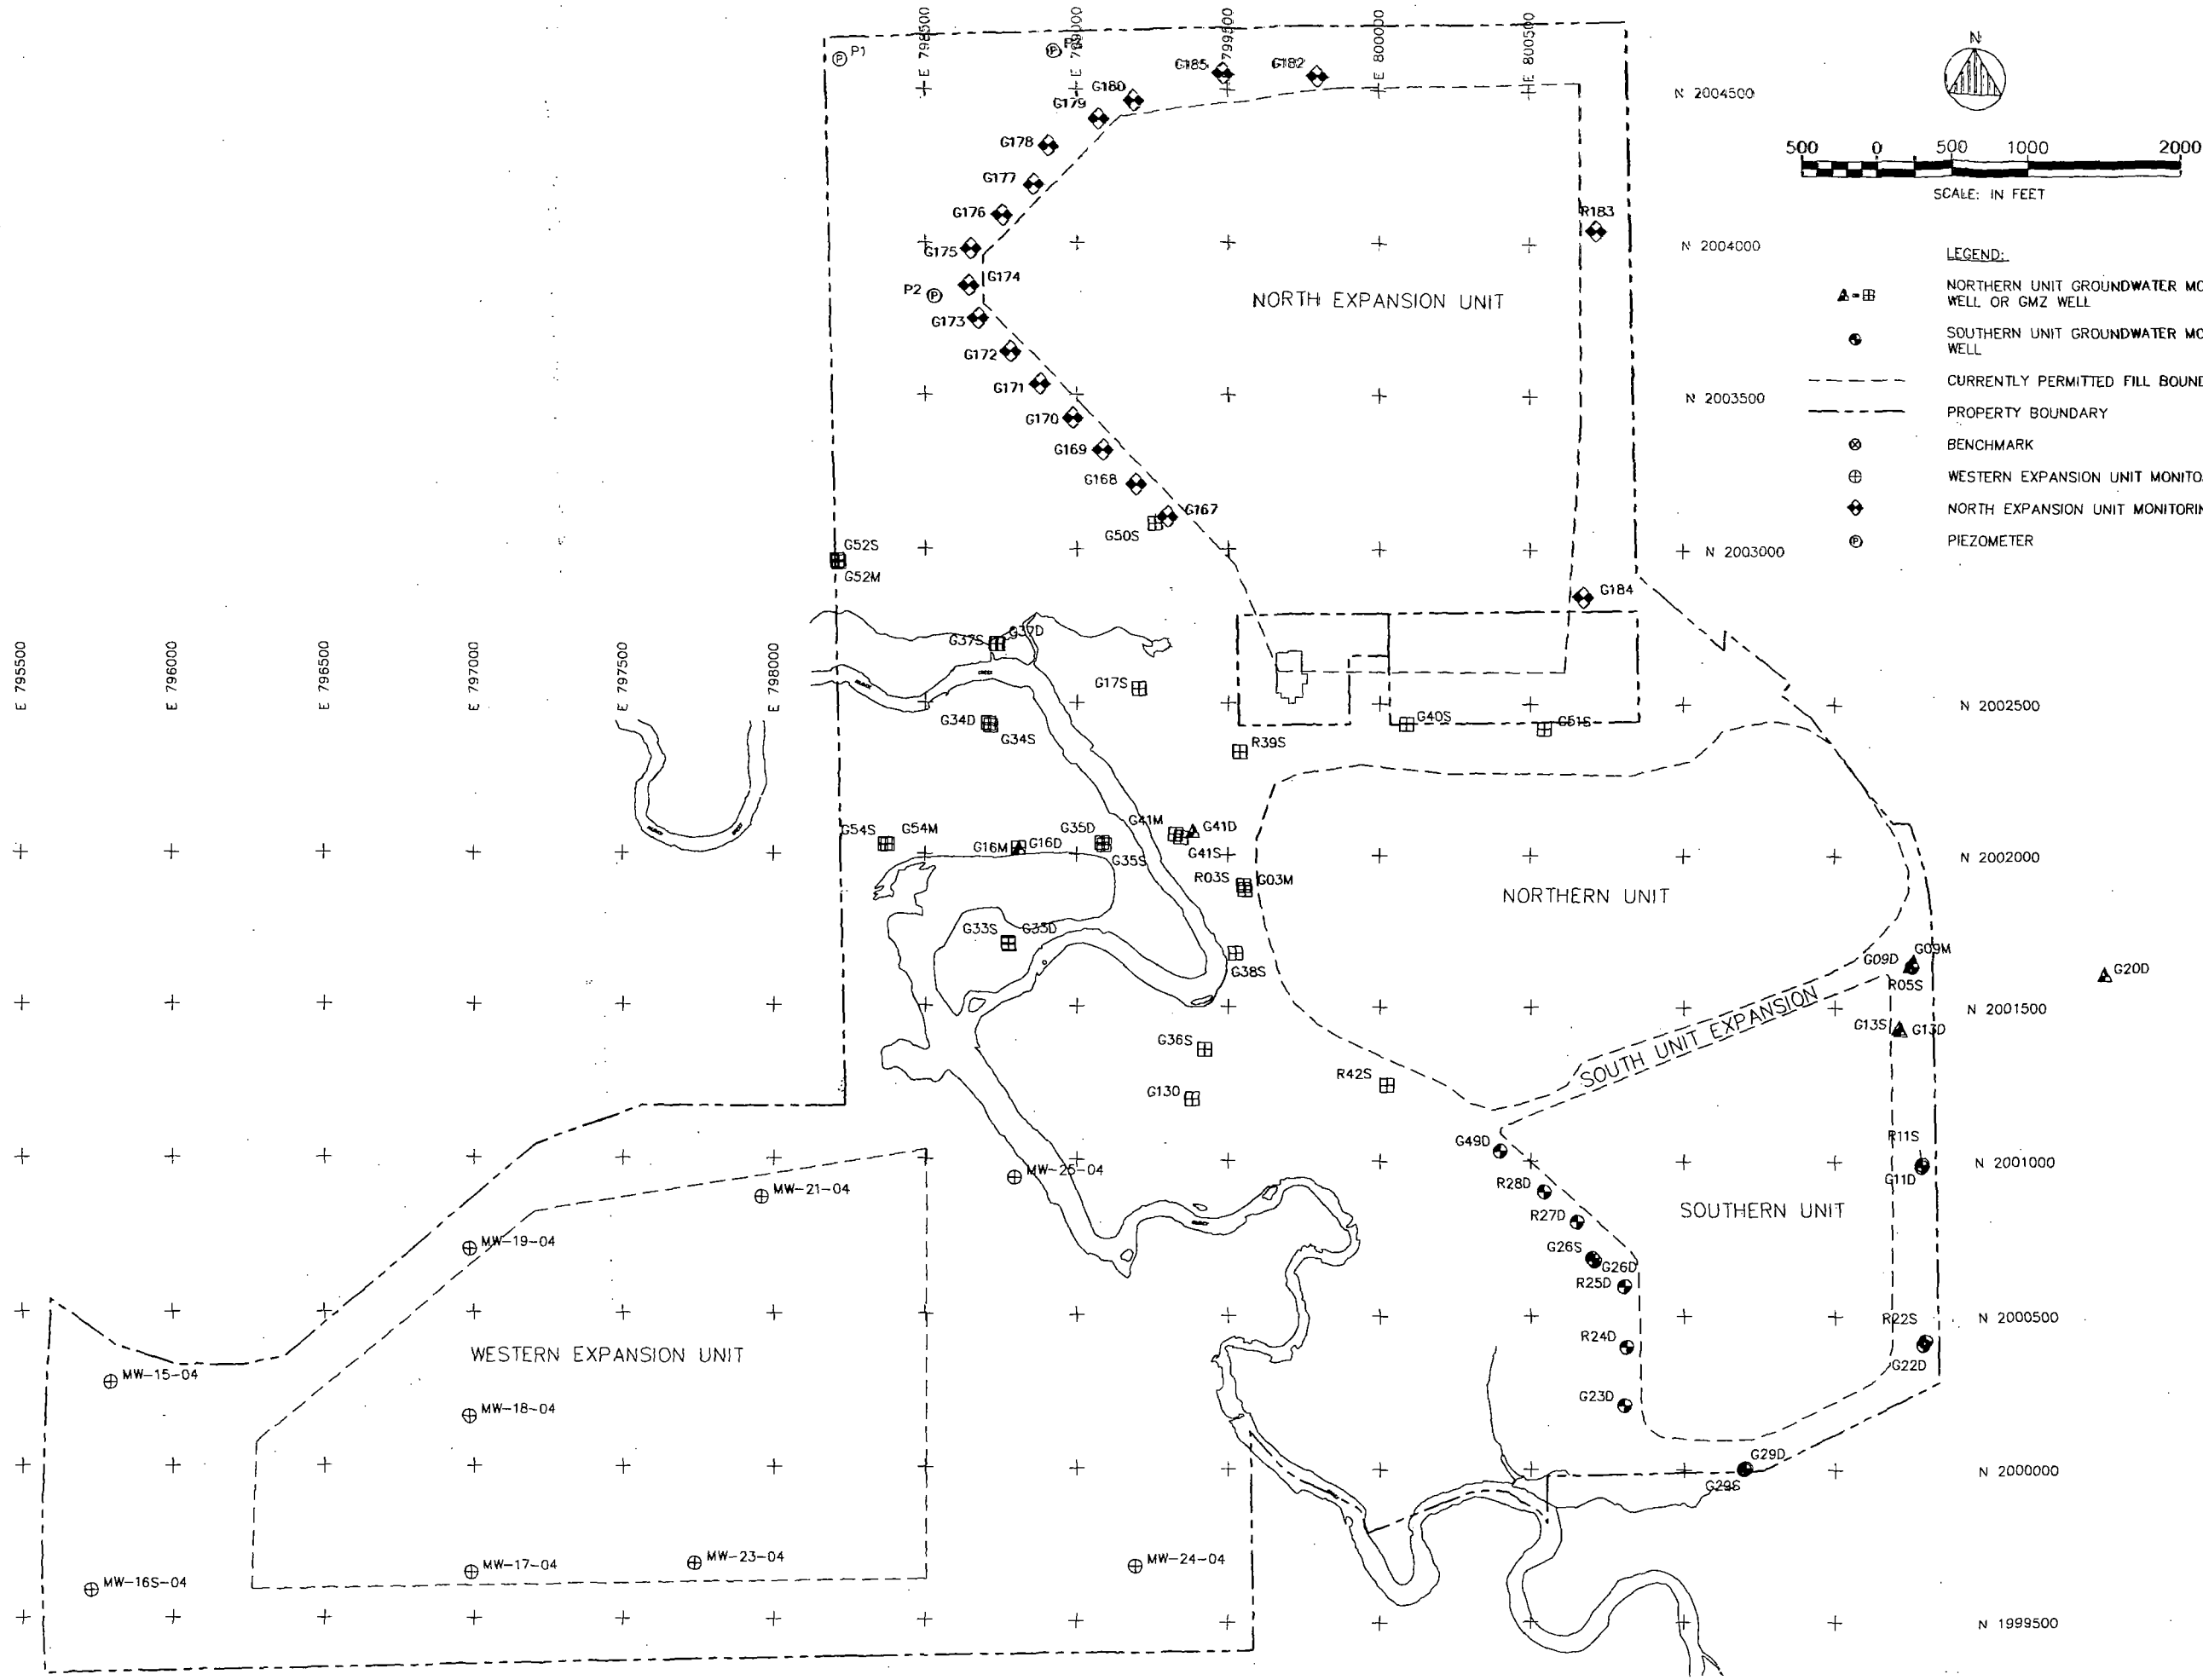 E 798500
E 799000
E 799500
E 800000
E 800500
P1
P
G185
G182
G180
G179
G178
G177
G176
G175
G174
P2
G173
G172
G171
G170
G169
G168
G167
G50S
R183
G184
NORTH EXPANSION UNIT
N
N 2004500
500 0 500 1000 2000
SCALE: IN FEET
N 2004000
LEGEND:
NORTHERN UNIT GROUNDWATER MO
WELL OR GMZ WELL
SOUTHERN UNIT GROUNDWATER MO
WELL
CURRENTLY PERMITTED FILL BOUND
N 2003500
PROPERTY BOUNDARY
BENCHMARK
WESTERN EXPANSION UNIT MONITO
NORTH EXPANSION UNIT MONITORIN
PIEZOMETER
N 2003000
G52S
G52M
E 795500
E 796000
E 796500
E 797000
E 797500
E 798000
G37S
G37D
G17S
G34D
G34S
G40S
G51S
R39S
N 2002500
G54S
G54M
G16M
G16D
G35D
G35S
G41M
G41D
G41S
R03S
G03M
N 2002000
NORTHERN UNIT
G33S
G33D
G38S
G09D
G09M
R05S
G20D
N 2001500
SOUTH UNIT EXPANSION
G13S
G13D
G36S
G130
R42S
G49D
R11S
G11D
N 2001000
MW-25-04
MW-21-04
R28D
R27D
SOUTHERN UNIT
MW-19-04
G26S
G26D
R25D
N 2000500
R24D
R22S
G22D
WESTERN EXPANSION UNIT
MW-15-04
MW-18-04
G23D
G29D
G29S
N 2000000
MW-17-04
MW-23-04
MW-24-04
MW-16S-04
N 1999500